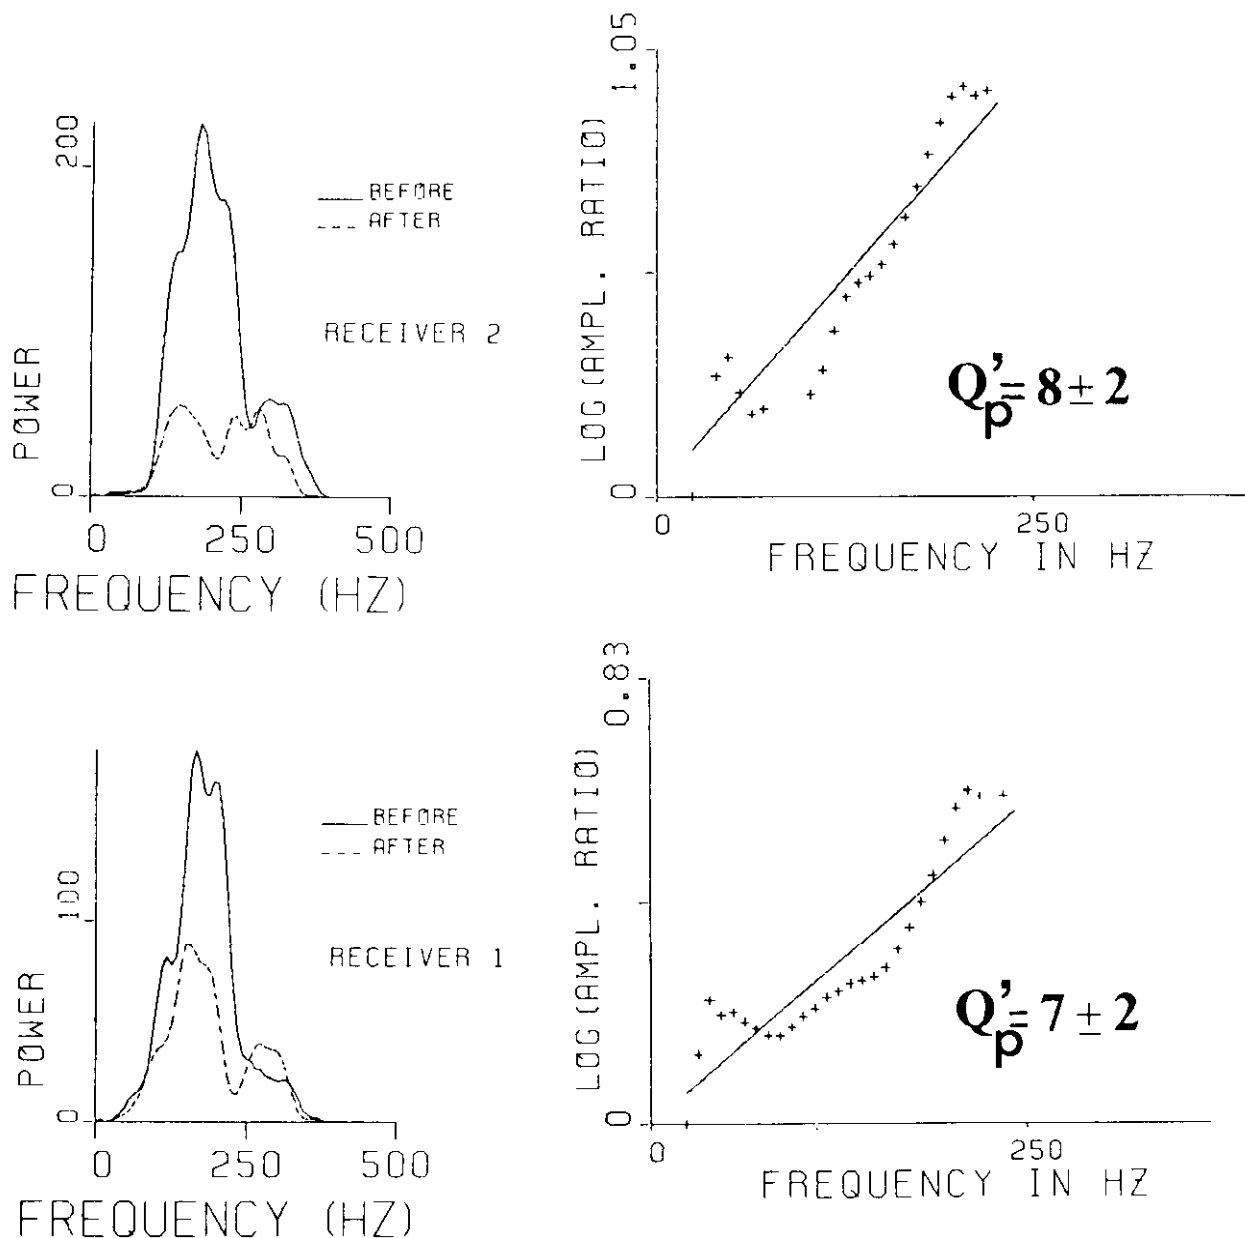 200
BEFORE
AFTER
RECEIVER 2
POWER
0
0 250 500
FREQUENCY (HZ)
1.05
LOG(AMPL. RATIO)
Q'p = 8 ± 2
0
0 250
FREQUENCY IN HZ
BEFORE
AFTER
100
RECEIVER 1
POWER
0
0 250 500
FREQUENCY (HZ)
0.83
LOG(AMPL. RATIO)
Q'p = 7 ± 2
0
0 250
FREQUENCY IN HZ